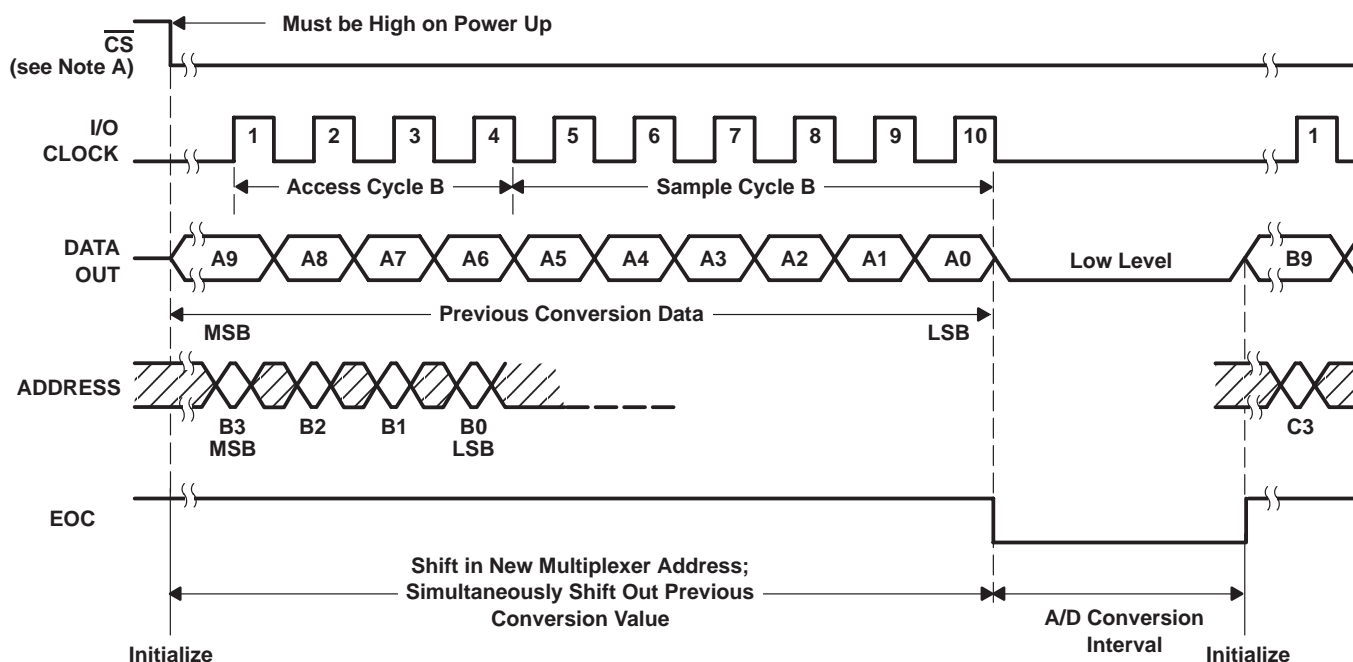 Must be High on Power Up
CS
(see Note A)
I/O
CLOCK
1 2 3 4 5 6 7 8 9 10 1
Access Cycle B Sample Cycle B
DATA
OUT
A9 A8 A7 A6 A5 A4 A3 A2 A1 A0 Low Level B9
Previous Conversion Data
MSB LSB
ADDRESS
B3 B2 B1 B0 C3
MSB LSB
EOC
Shift in New Multiplexer Address;
Simultaneously Shift Out Previous
Conversion Value
A/D Conversion
Interval
Initialize Initialize